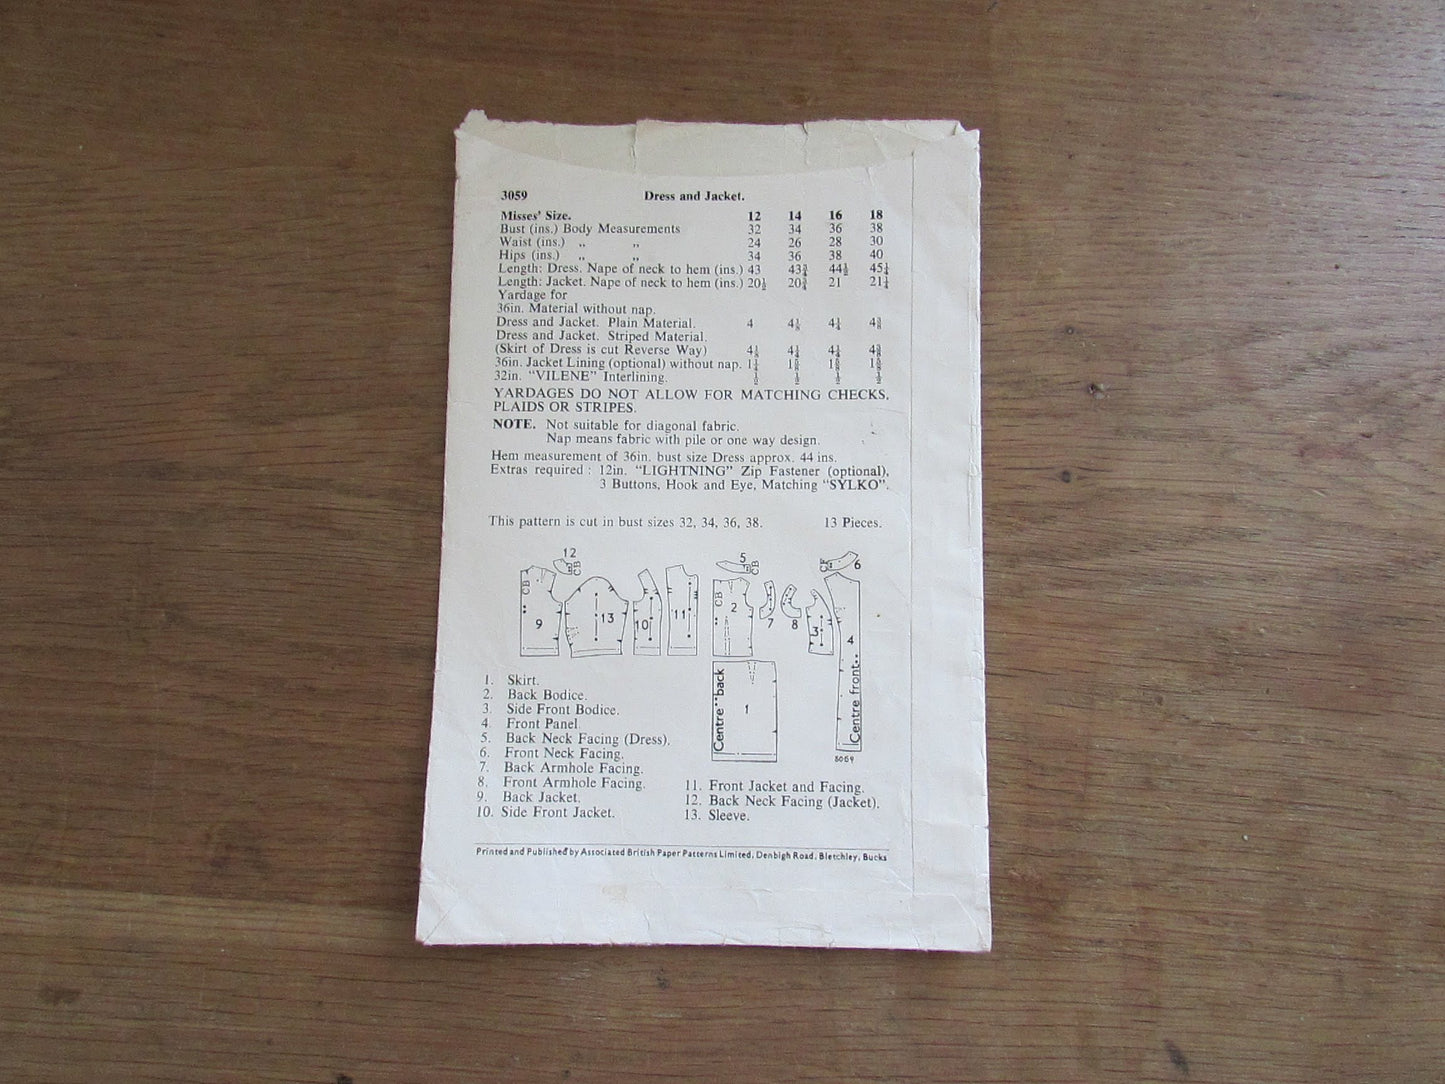 3059 Dress and Jacket.
Misses' Size. 12 14 16 18
Bust (ins.) Body Measurements 32 34 36 38
Waist (ins.) ,, ,, 24 26 28 30
Hips (ins.) ,, ,, 34 36 38 40
Length: Dress. Nape of neck to hem (ins.) 43 43¾ 44½ 45¼
Length: Jacket. Nape of neck to hem (ins.) 20½ 20¾ 21 21¼
Yardage for
36in. Material without nap.
Dress and Jacket. Plain Material. 4 4⅛ 4¼ 4⅜
Dress and Jacket. Striped Material.
(Skirt of Dress is cut Reverse Way) 4⅛ 4¼ 4¼ 4⅜
36in. Jacket Lining (optional) without nap.
32in. "VILENE" Interlining. ½ ½ ½ ½
YARDAGES DO NOT ALLOW FOR MATCHING CHECKS,
PLAIDS OR STRIPES.
NOTE. Not suitable for diagonal fabric.
Nap means fabric with pile or one way design.
Hem measurement of 36in. bust size Dress approx. 44 ins.
Extras required : 12in. "LIGHTNING" Zip Fastener (optional),
3 Buttons, Hook and Eye, Matching "SYLKO".
This pattern is cut in bust sizes 32, 34, 36, 38. 13 Pieces.
12 CB
CB 9
13
10
11
5 CB
CB 2
7
8
3
CF 6
4 Centre front
Centre back 1
3059
1. Skirt.
2. Back Bodice.
3. Side Front Bodice.
4. Front Panel.
5. Back Neck Facing (Dress).
6. Front Neck Facing.
7. Back Armhole Facing.
8. Front Armhole Facing.
9. Back Jacket.
10. Side Front Jacket.
11. Front Jacket and Facing.
12. Back Neck Facing (Jacket).
13. Sleeve.
Printed and Published by Associated British Paper Patterns Limited, Denbigh Road, Bletchley, Bucks